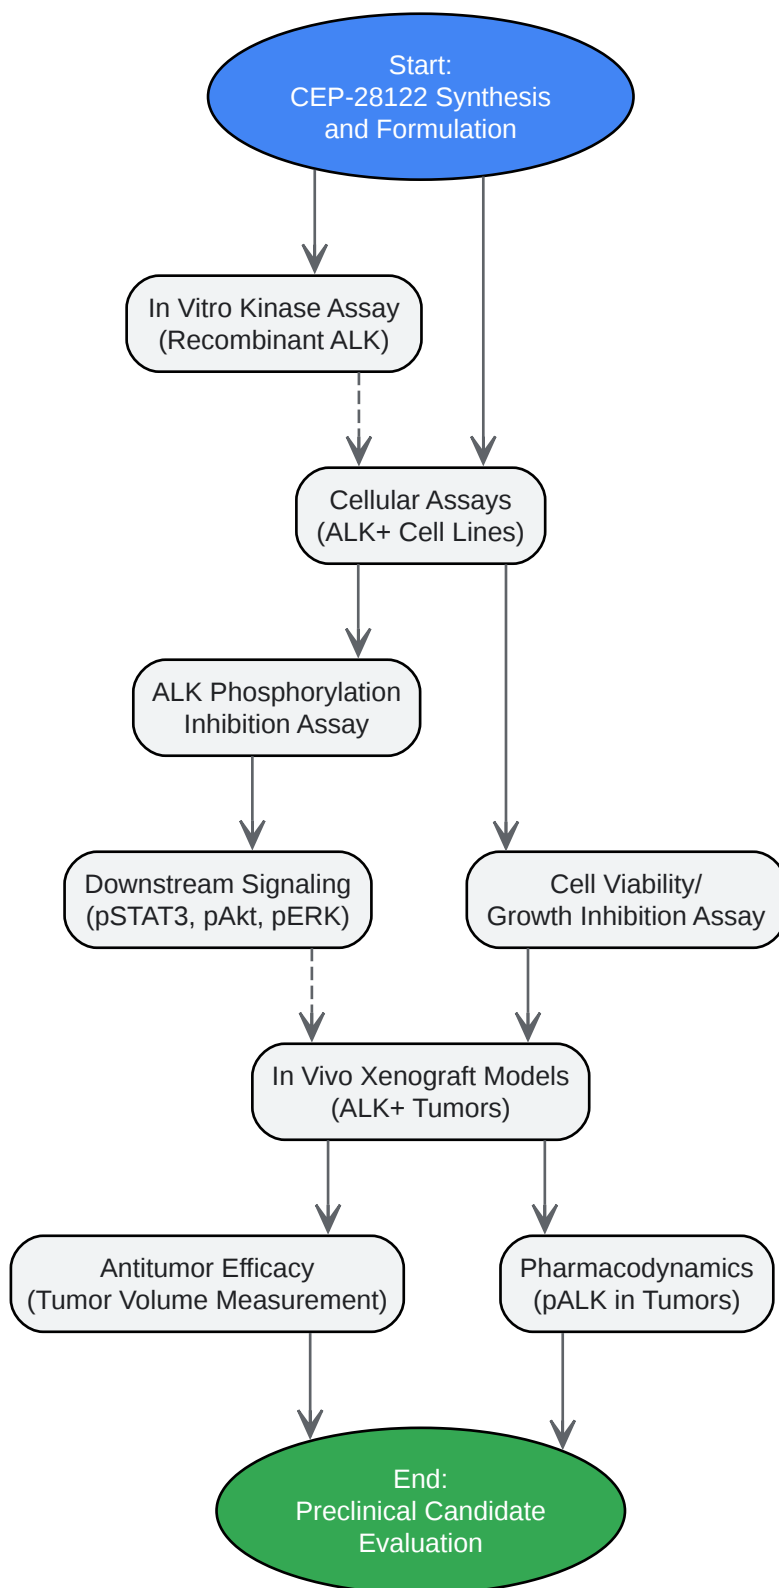 Start:
CEP-28122 Synthesis
and Formulation
In Vitro Kinase Assay
(Recombinant ALK)
Cellular Assays
(ALK+ Cell Lines)
ALK Phosphorylation
Inhibition Assay
Downstream Signaling
(pSTAT3, pAkt, pERK)
Cell Viability/
Growth Inhibition Assay
In Vivo Xenograft Models
(ALK+ Tumors)
Antitumor Efficacy
(Tumor Volume Measurement)
Pharmacodynamics
(pALK in Tumors)
End:
Preclinical Candidate
Evaluation